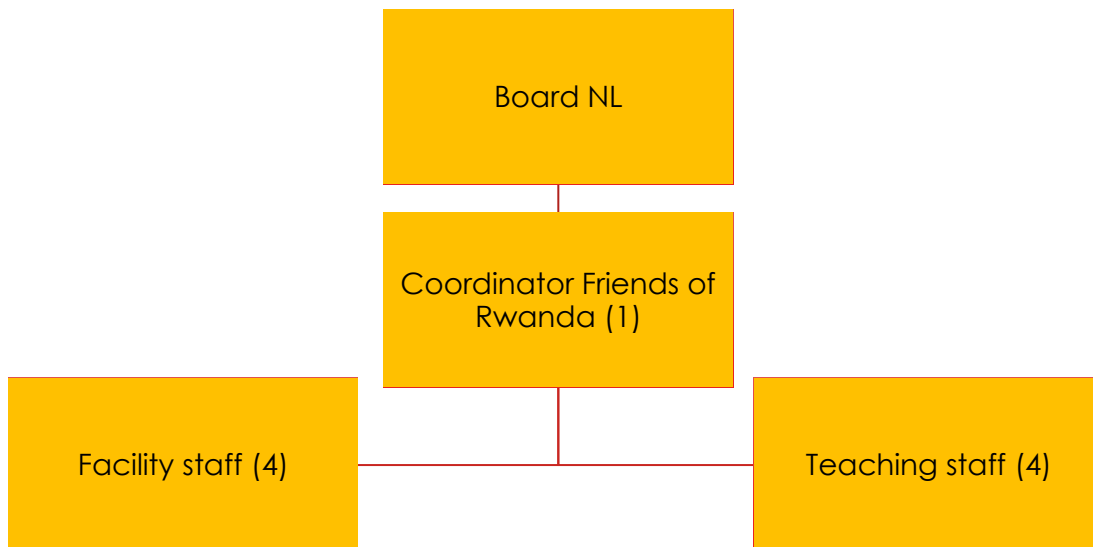 Board NL
Coordinator Friends of
Rwanda (1)
Facility staff (4)
Teaching staff (4)